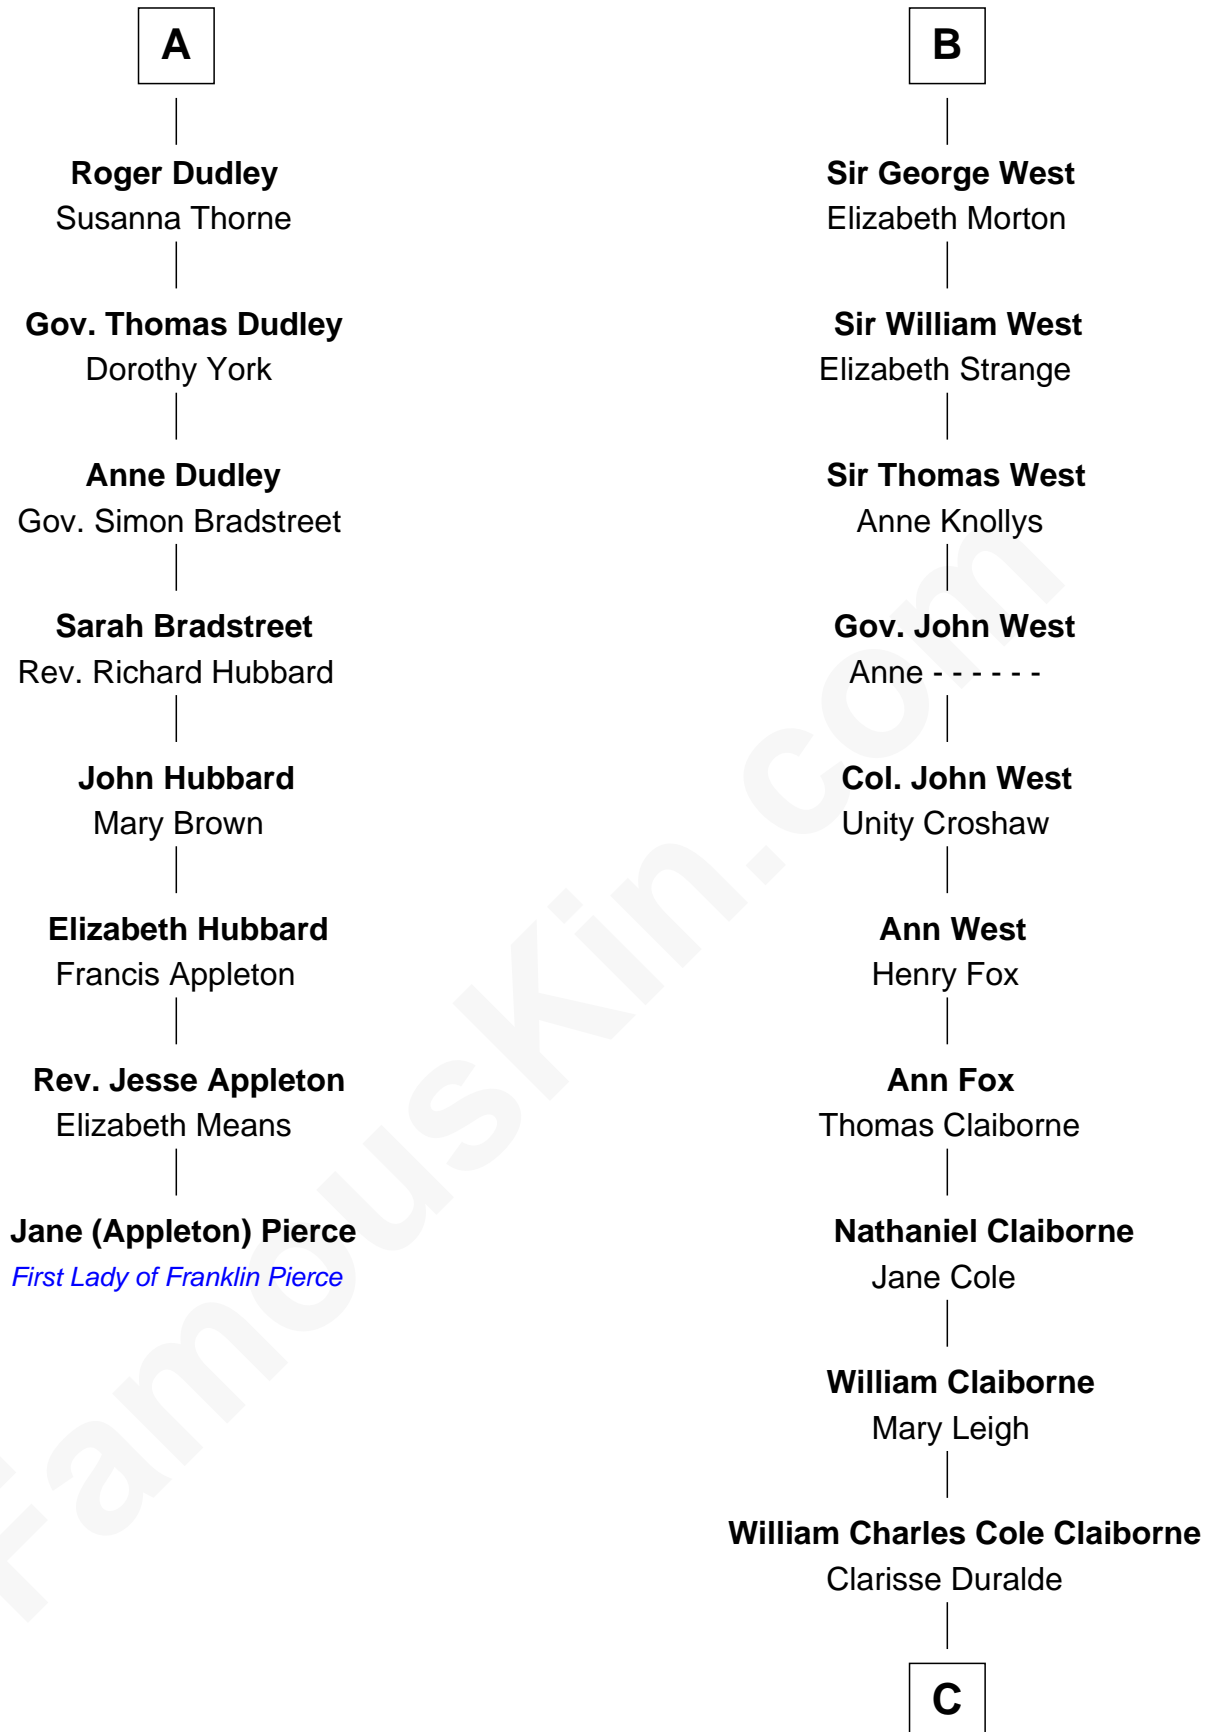 A
Roger Dudley
Susanna Thorne
Gov. Thomas Dudley
Dorothy York
Anne Dudley
Gov. Simon Bradstreet
Sarah Bradstreet
Rev. Richard Hubbard
John Hubbard
Mary Brown
Elizabeth Hubbard
Francis Appleton
Rev. Jesse Appleton
Elizabeth Means
Jane (Appleton) Pierce
First Lady of Franklin Pierce
B
Sir George West
Elizabeth Morton
Sir William West
Elizabeth Strange
Sir Thomas West
Anne Knollys
Gov. John West
Anne - - - - - -
Col. John West
Unity Croshaw
Ann West
Henry Fox
Ann Fox
Thomas Claiborne
Nathaniel Claiborne
Jane Cole
William Claiborne
Mary Leigh
William Charles Cole Claiborne
Clarisse Duralde
C
FamousKin.com